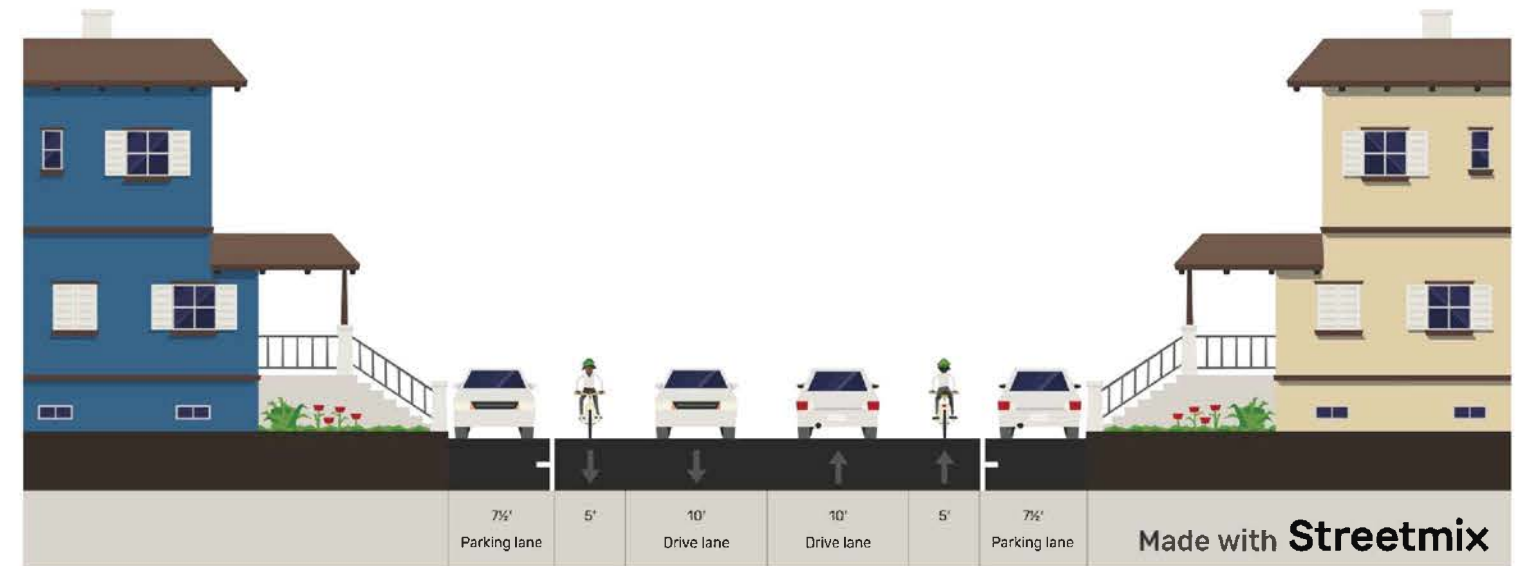 7½' 5' 10' 10' 5' 7½'
Parking lane Drive lane Drive lane Parking lane
Made with Streetmix